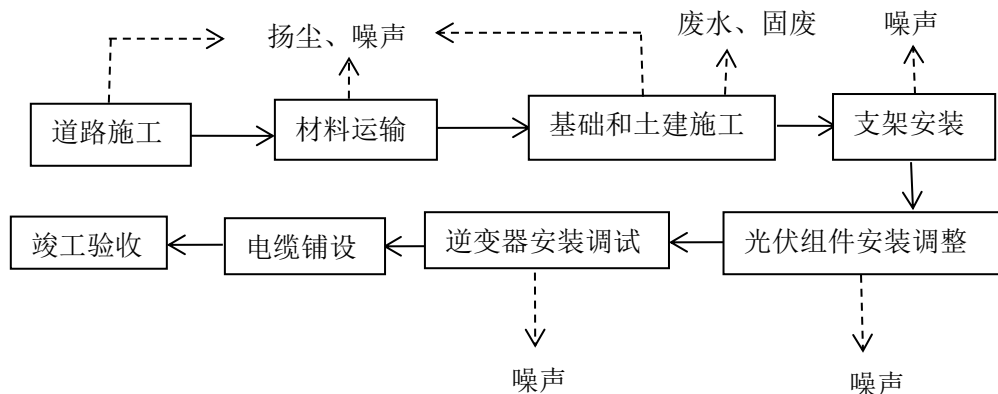 扬尘、噪声
废水、固废
噪声
道路施工
材料运输
基础和土建施工
支架安装
竣工验收
电缆铺设
逆变器安装调试
光伏组件安装调整
噪声
噪声